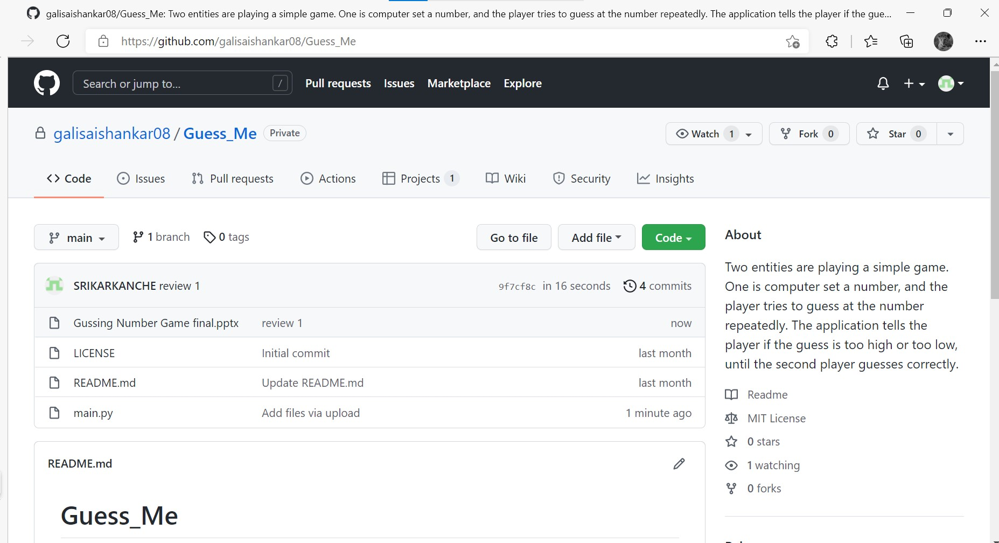 galisaishankar08/Guess_Me: Two entities are playing a simple game. One is computer set a number, and the player tries to guess at the number repeatedly. The application tells the player if the gue...
https://github.com/galisaishankar08/Guess_Me
Search or jump to... /
Pull requests Issues Marketplace Explore
galisaishankar08 / Guess_Me Private
Watch 1 Fork 0 Star 0
Code Issues Pull requests Actions Projects 1 Wiki Security Insights
main 1 branch 0 tags
Go to file Add file Code
SRIKARKANCHE review 1 9f7cf8c in 16 seconds 4 commits
Gussing Number Game final.pptx review 1 now
LICENSE Initial commit last month
README.md Update README.md last month
main.py Add files via upload 1 minute ago
README.md
Guess_Me
About
Two entities are playing a simple game.
One is computer set a number, and the
player tries to guess at the number
repeatedly. The application tells the
player if the guess is too high or too low,
until the second player guesses correctly.
Readme
MIT License
0 stars
1 watching
0 forks